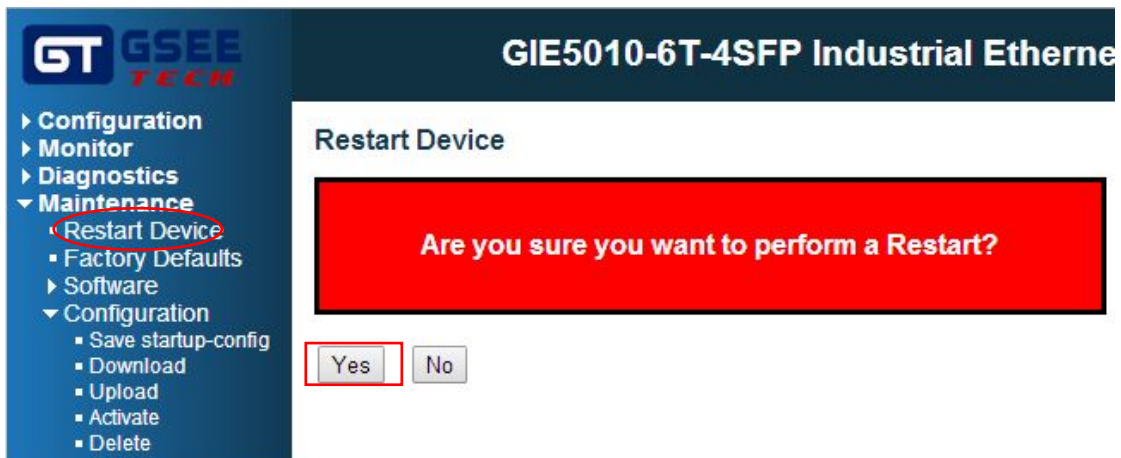 GT GSEE
TECH
GIE5010-6T-4SFP Industrial Etherne
Configuration
Monitor
Diagnostics
Maintenance
Restart Device
Factory Defaults
Software
Configuration
Save startup-config
Download
Upload
Activate
Delete
Restart Device
Are you sure you want to perform a Restart?
Yes No